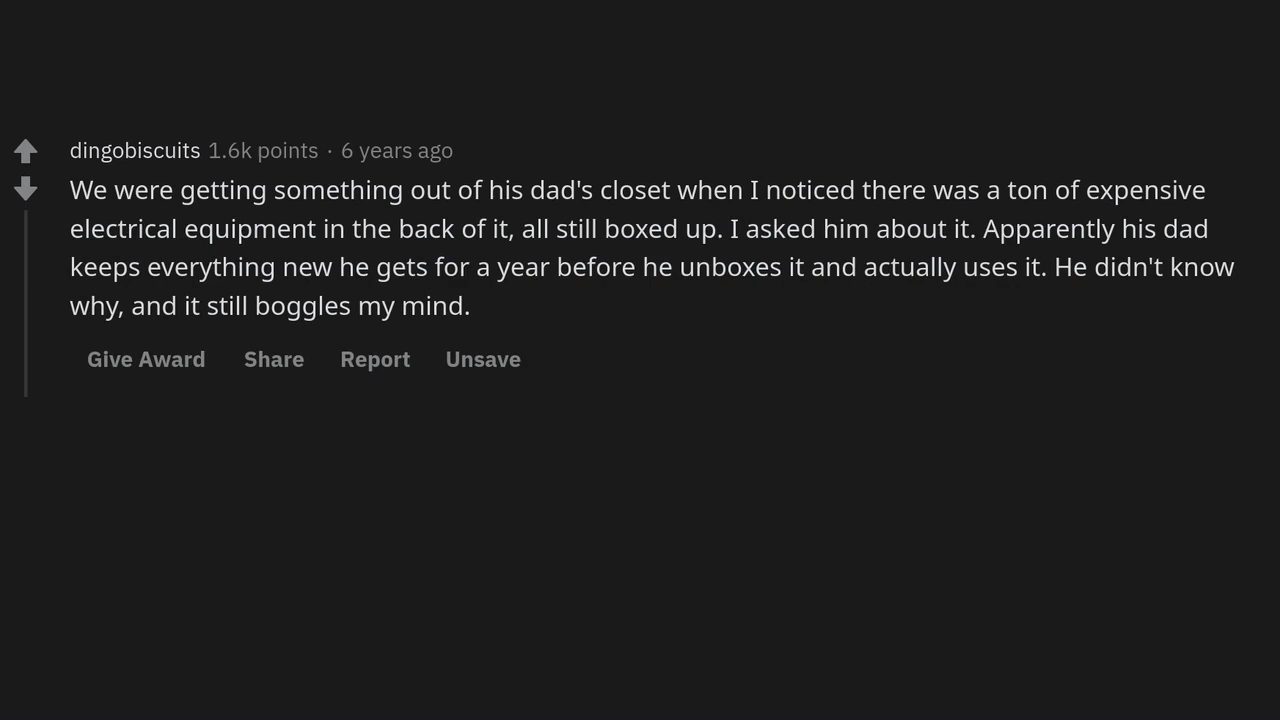 dingobiscuits 1.6k points · 6 years ago
We were getting something out of his dad's closet when I noticed there was a ton of expensive
electrical equipment in the back of it, all still boxed up. I asked him about it. Apparently his dad
keeps everything new he gets for a year before he unboxes it and actually uses it. He didn't know
why, and it still boggles my mind.
Give Award Share Report Unsave